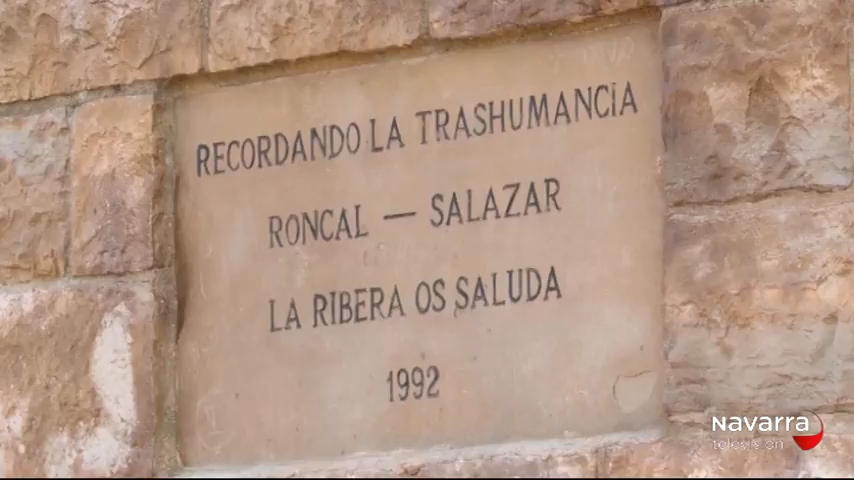 RECORDANDO LA TRASHUMANCIA
RONCAL — SALAZAR
LA RIBERA OS SALUDA
1992
NAVARRA
televisión